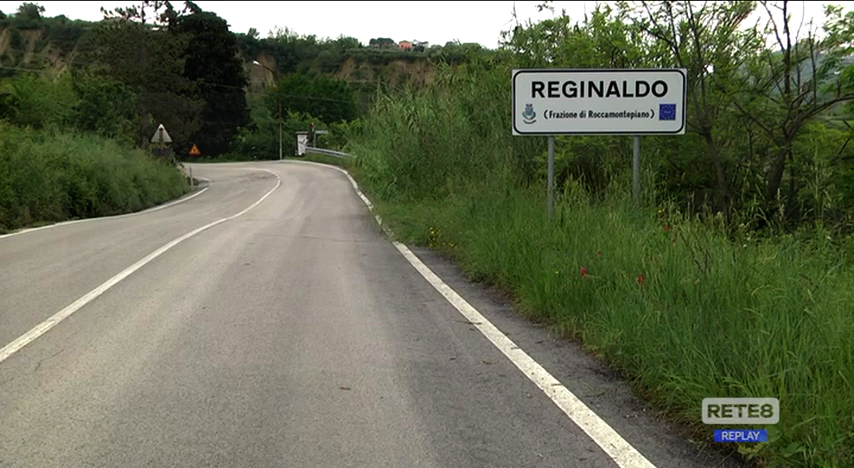 REGINALDO
(Frazione di Roccamontepiano)
RETE8
REPLAY